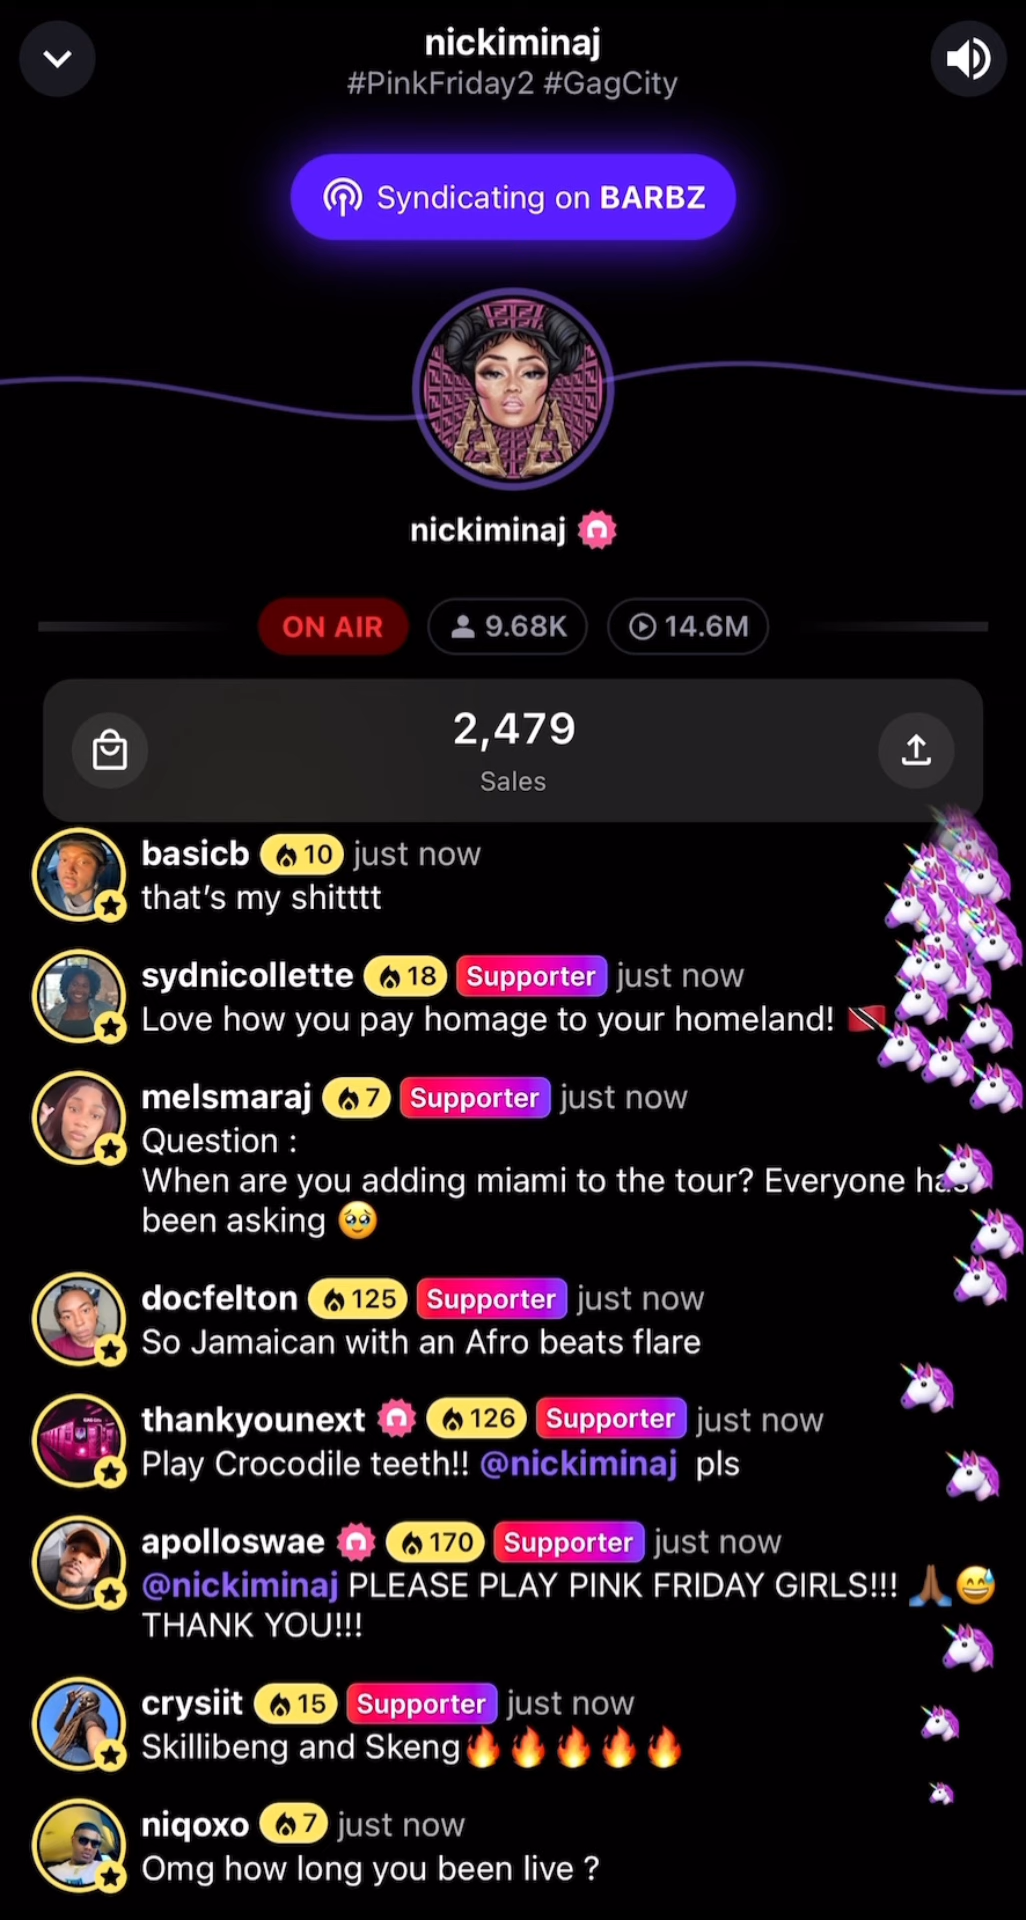 nickiminaj
#PinkFriday2 #GagCity
Syndicating on BARBZ
nickiminaj
ON AIR 9.68K 14.6M
2,479
Sales
basicb 🔥10 just now
that's my shitttt
sydnicollette 🔥18 Supporter just now
Love how you pay homage to your homeland! 🇹🇹
melsmaraj 🔥7 Supporter just now
Question :
When are you adding miami to the tour? Everyone has
been asking 🥹
docfelton 🔥125 Supporter just now
So Jamaican with an Afro beats flare
thankyounext 🔥126 Supporter just now
Play Crocodile teeth!! @nickiminaj pls
apolloswae 🔥170 Supporter just now
@nickiminaj PLEASE PLAY PINK FRIDAY GIRLS!!! 🙏🏾😅
THANK YOU!!!
crysiit 🔥15 Supporter just now
Skillibeng and Skeng🔥🔥🔥🔥🔥
niqoxo 🔥7 just now
Omg how long you been live ?